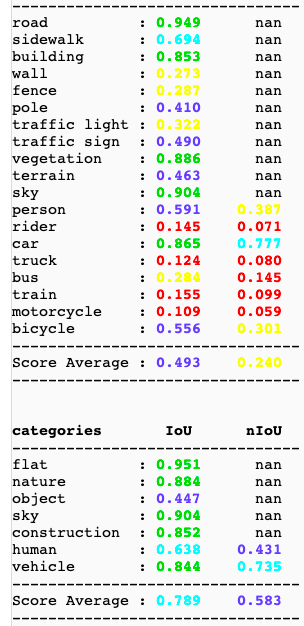 --------------------------------
road          : 0.949      nan
sidewalk      : 0.694      nan
building      : 0.853      nan
wall          : 0.273      nan
fence         : 0.287      nan
pole          : 0.410      nan
traffic light : 0.322      nan
traffic sign  : 0.490      nan
vegetation    : 0.886      nan
terrain       : 0.463      nan
sky           : 0.904      nan
person        : 0.591    0.387
rider         : 0.145    0.071
car           : 0.865    0.777
truck         : 0.124    0.080
bus           : 0.284    0.145
train         : 0.155    0.099
motorcycle    : 0.109    0.059
bicycle       : 0.556    0.301
--------------------------------
Score Average : 0.493    0.240
--------------------------------
categories       IoU      nIoU
--------------------------------
flat          : 0.951      nan
nature        : 0.884      nan
object        : 0.447      nan
sky           : 0.904      nan
construction  : 0.852      nan
human         : 0.638    0.431
vehicle       : 0.844    0.735
--------------------------------
Score Average : 0.789    0.583
--------------------------------